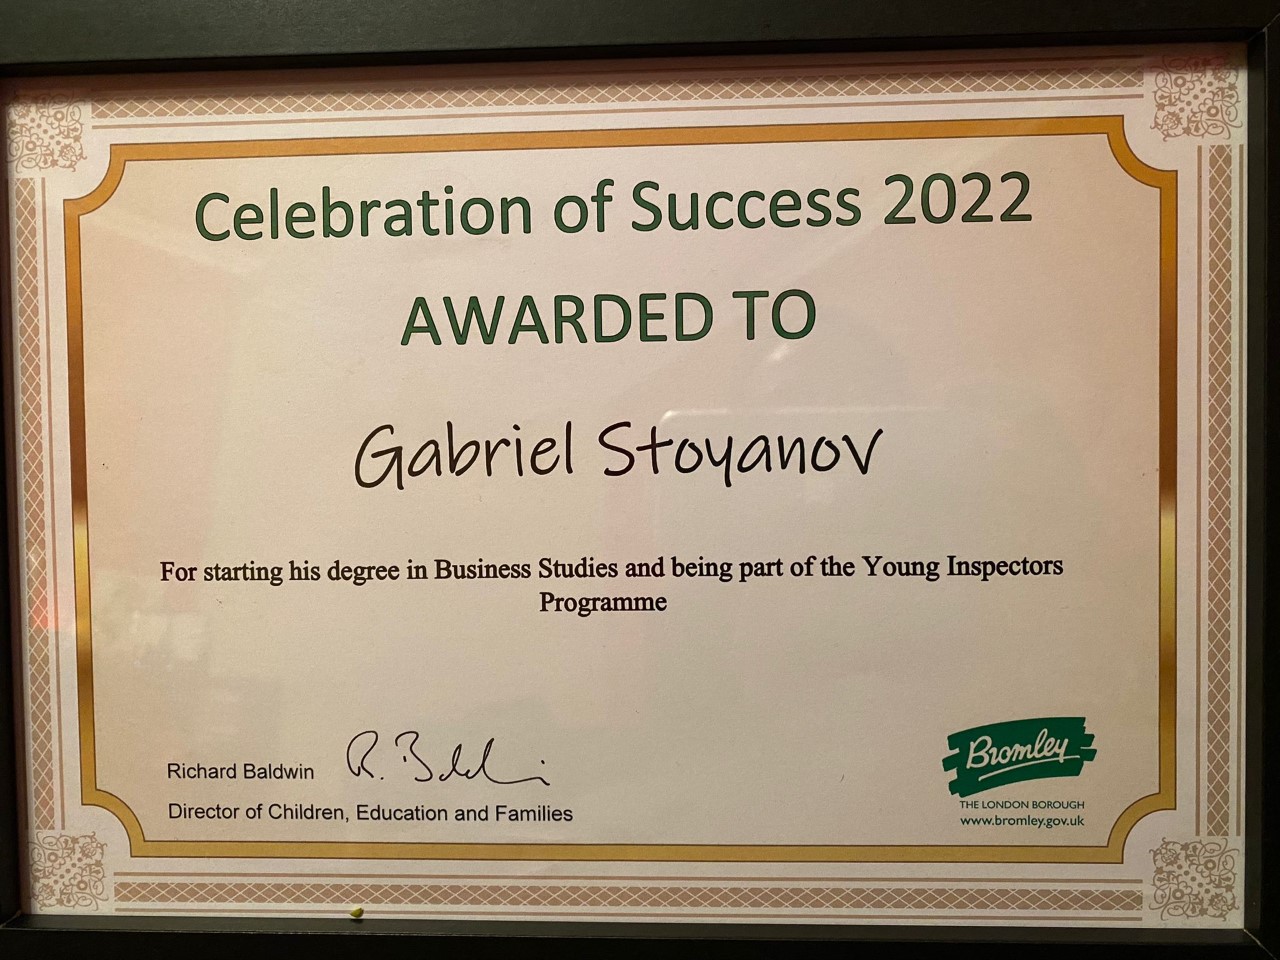 Celebration of Success 2022
AWARDED TO
Gabriel Stoyanov
For starting his degree in Business Studies and being part of the Young Inspectors
Programme
Richard Baldwin R. Baldwin
Director of Children, Education and Families
Bromley
THE LONDON BOROUGH
www.bromley.gov.uk